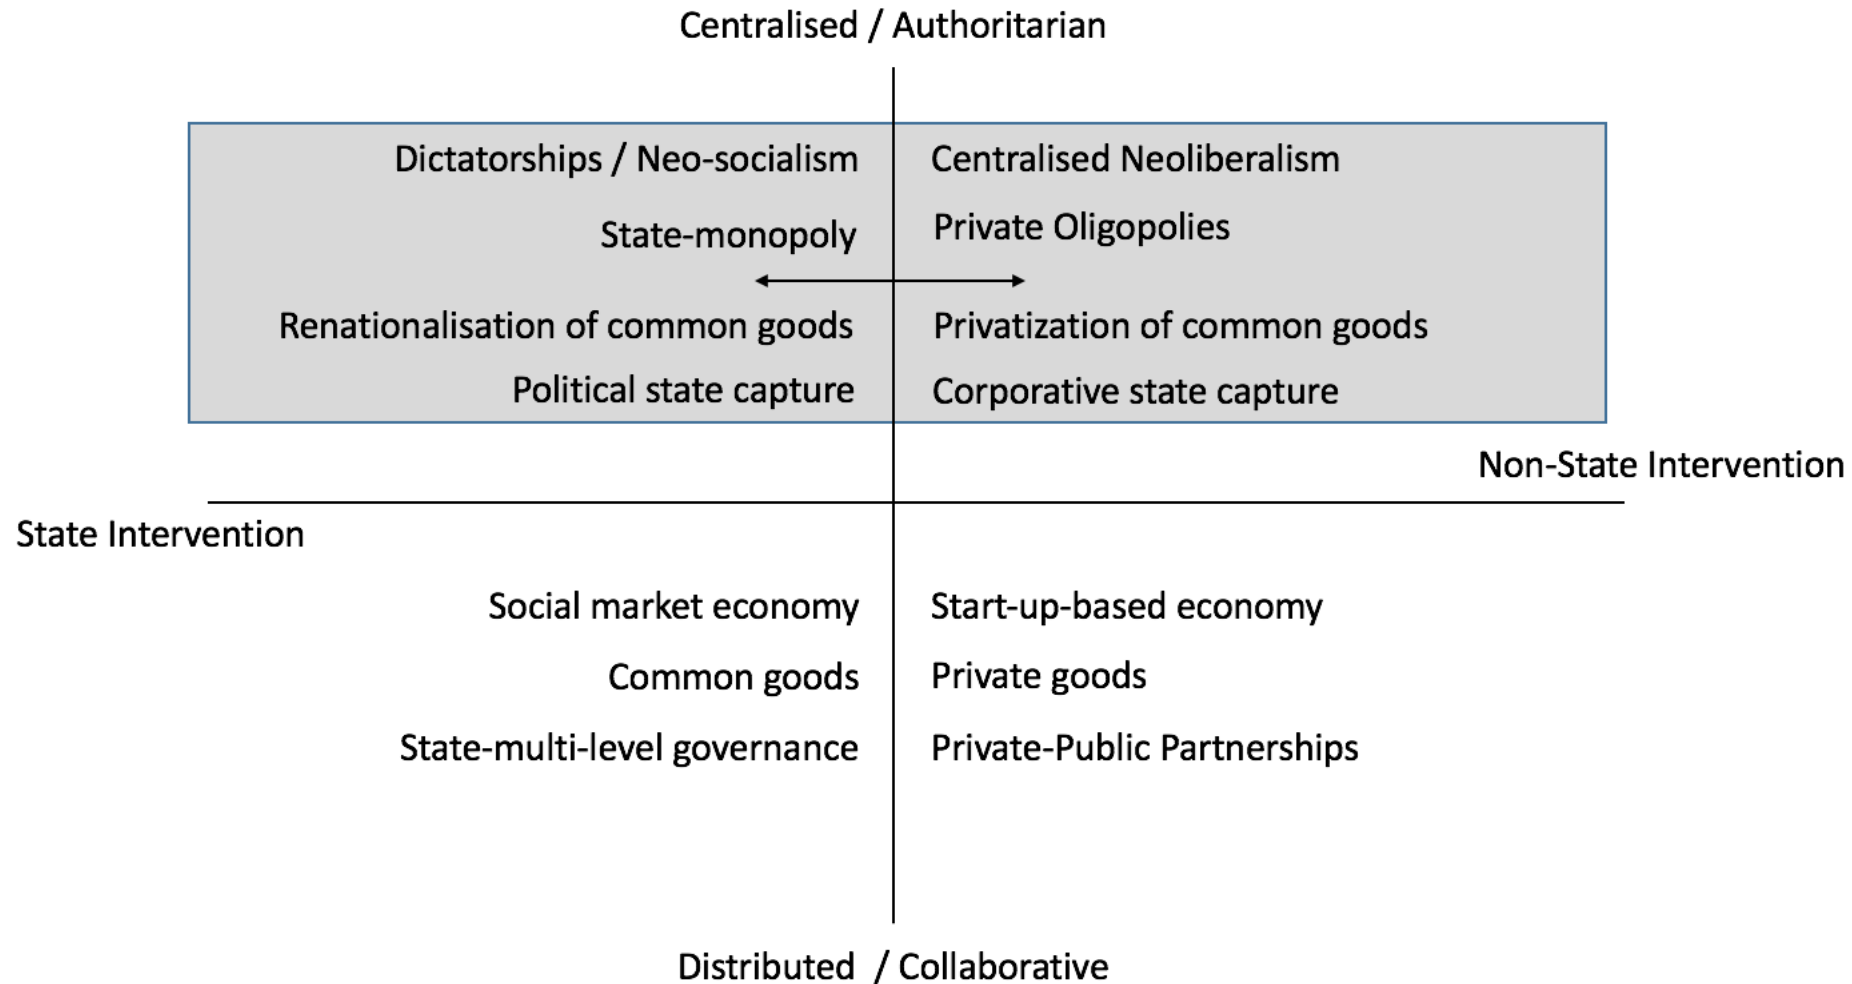 Centralised / Authoritarian
Dictatorships / Neo-socialism
Centralised Neoliberalism
State-monopoly
Private Oligopolies
Renationalisation of common goods
Privatization of common goods
Political state capture
Corporative state capture
Non-State Intervention
State Intervention
Social market economy
Start-up-based economy
Common goods
Private goods
State-multi-level governance
Private-Public Partnerships
Distributed / Collaborative